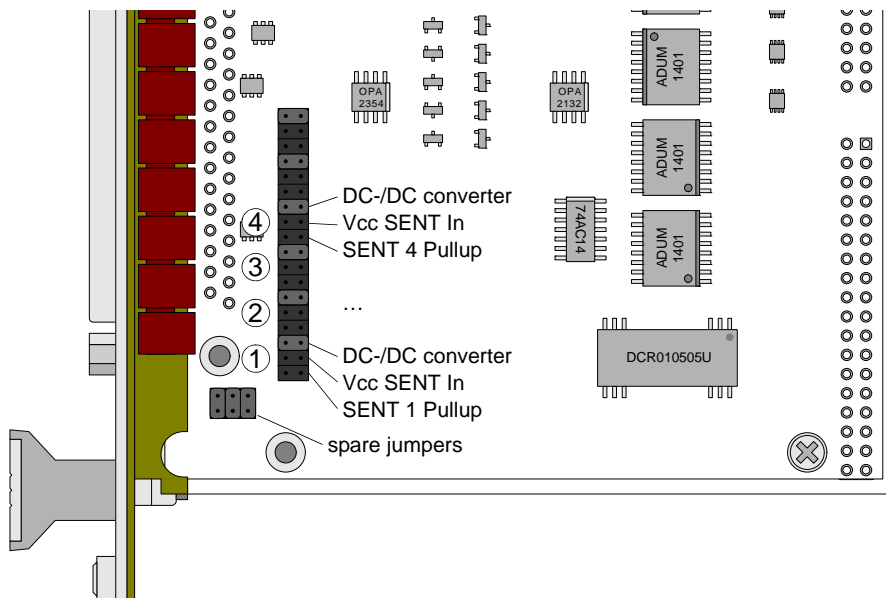 ADUM
1401
OPA
2354
OPA
2132
ADUM
1401
DC-/DC converter
Vcc SENT In
SENT 4 Pullup
4
74AC14
ADUM
1401
3
2
...
1
DC-/DC converter
Vcc SENT In
SENT 1 Pullup
DCR010505U
spare jumpers